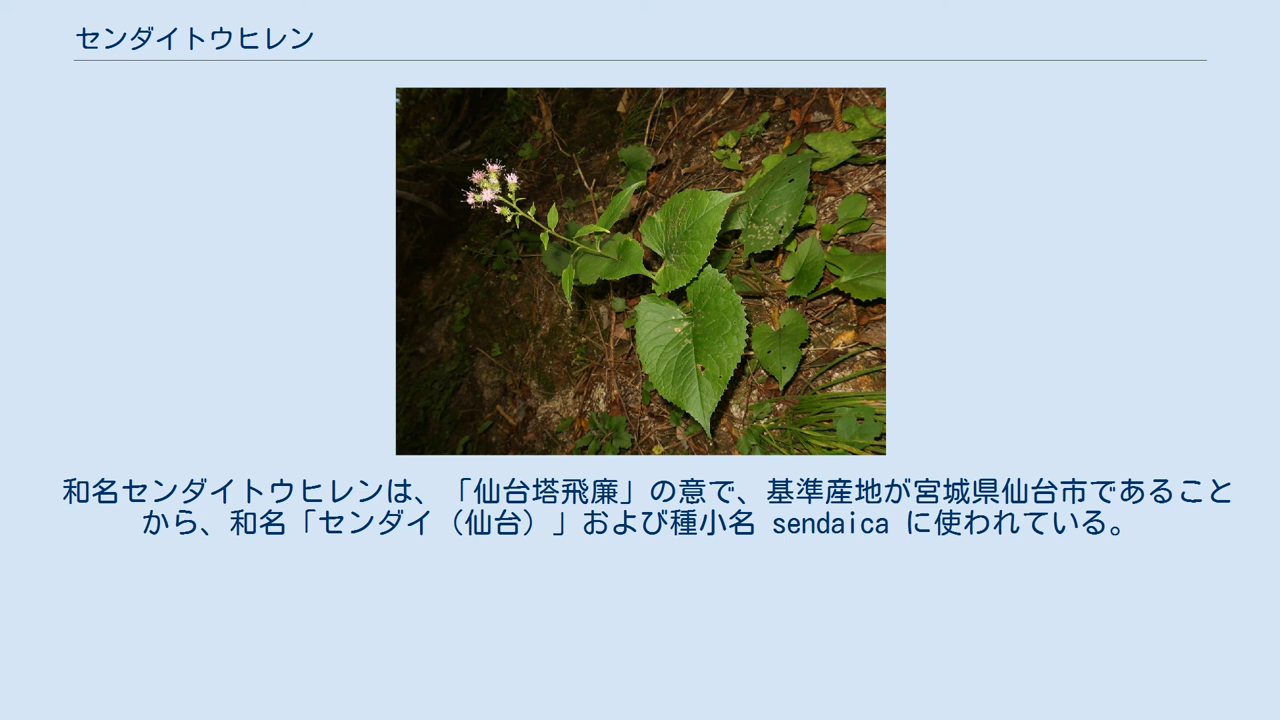 センダイトウヒレン
和名センダイトウヒレンは、「仙台塔飛廉」の意で、基準産地が宮城県仙台市であること
から、和名「センダイ（仙台）」および種小名 sendaica に使われている。